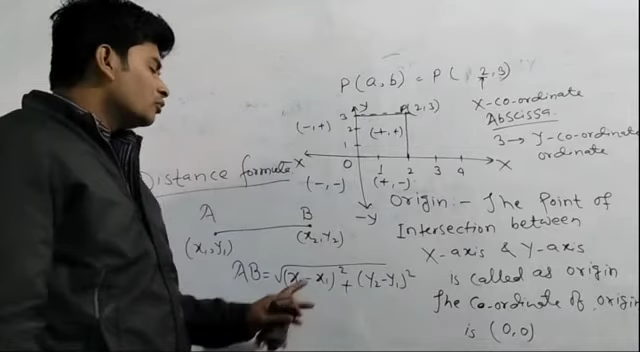 P(a,b) = P(2,3)
X-co-ordinate
Abscissa
3 → Y-co-ordinate
ordinate
y
3
2
1
P(2,3)
(-,+)
(+,+)
X
0
1
2
3
4
X
(-,-)
(+,-)
-Y
Distance formule
A
B
(x₁,y₁)
(x₂,y₂)
AB=√(x₂-x₁)²+(y₂-y₁)²
Origin:- The Point of
Intersection between
X-axis & Y-axis
is called as origin
The co-ordinate of origin
is (0,0)